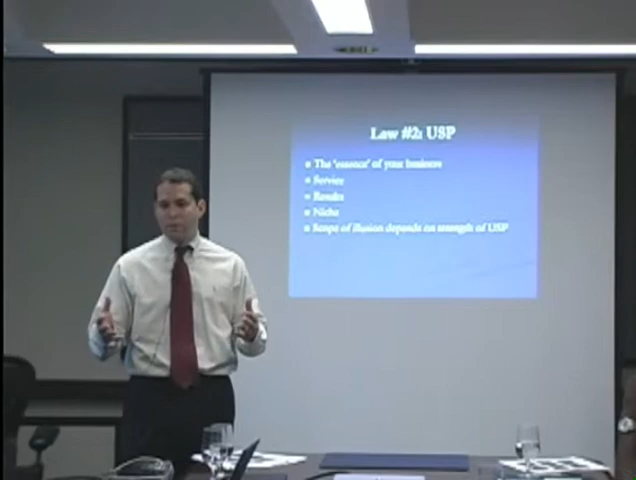 Law #2: USP
The 'essence' of your business
Service
Results
Niche
Scope of illusion depends on strength of USP